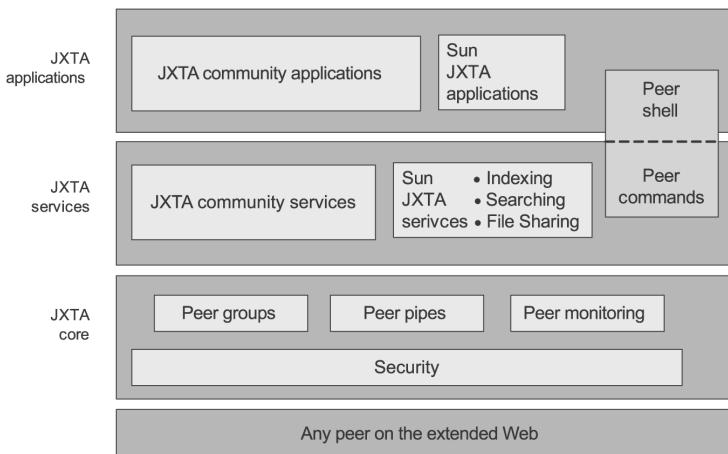 JXTA
applications
JXTA community applications
Sun
JXTA
applications
Peer
shell
JXTA
services
JXTA community services
Sun • Indexing
JXTA • Searching
serivces • File Sharing
Peer
commands
JXTA
core
Peer groups
Peer pipes
Peer monitoring
Security
Any peer on the extended Web